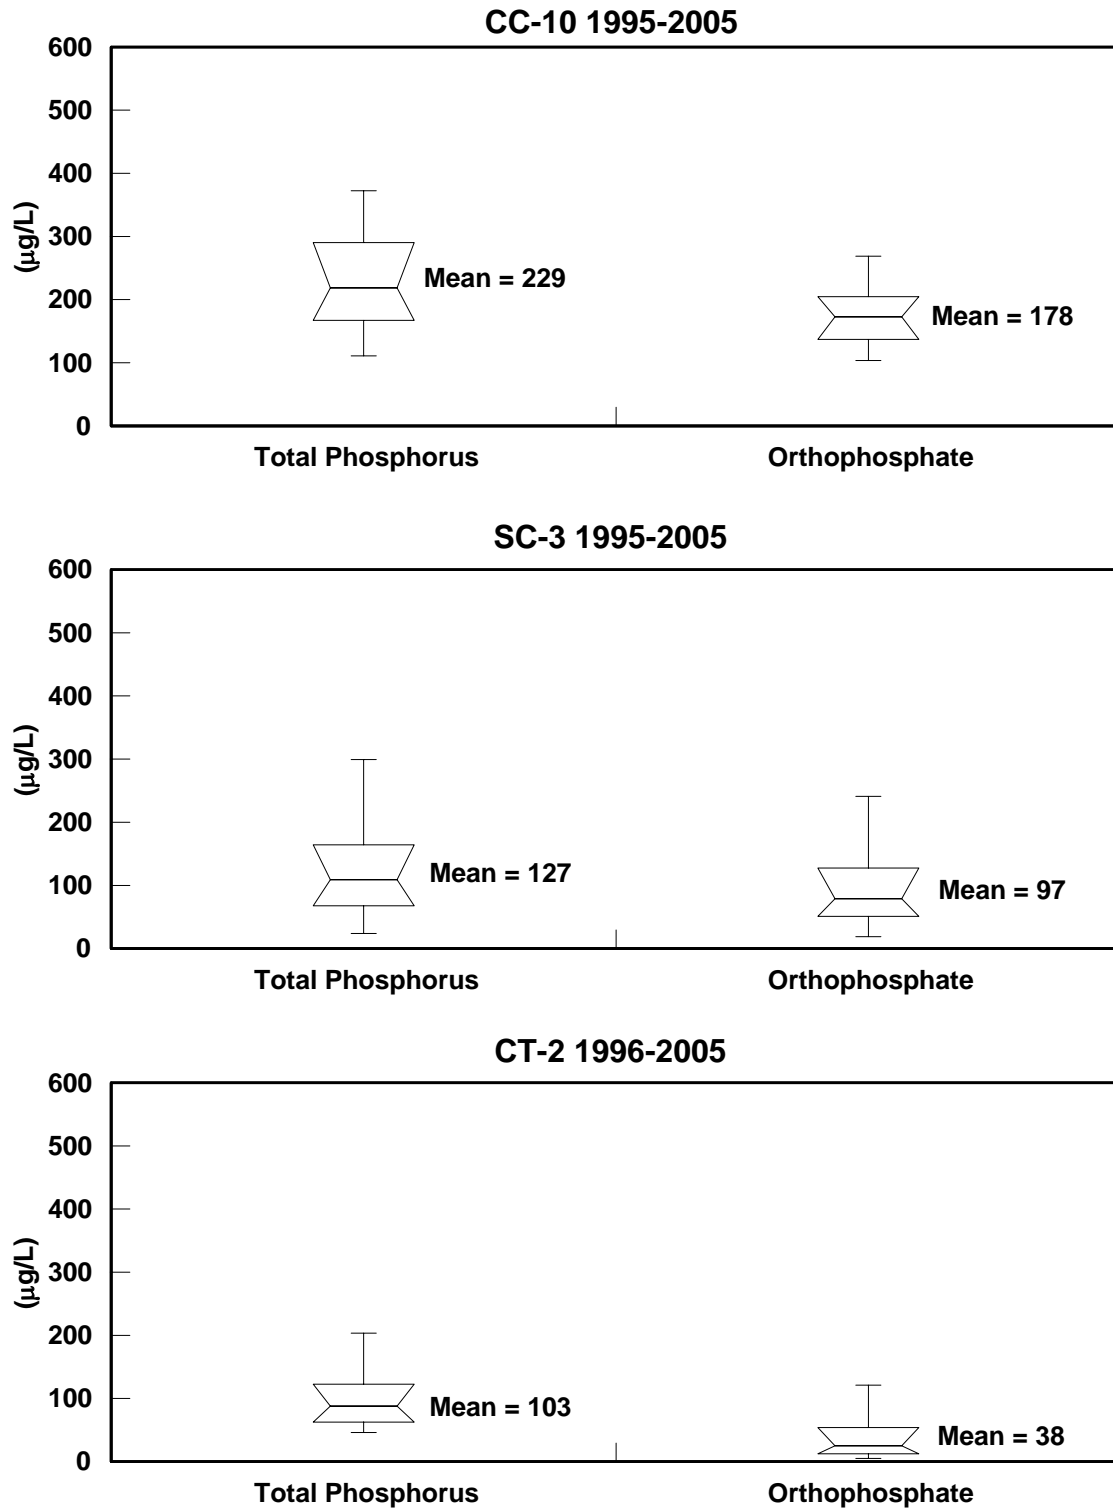 CC-10 1995-2005
600
500
400
300
200
100
0
(µg/L)
Mean = 229
Mean = 178
Total Phosphorus
Orthophosphate
SC-3 1995-2005
600
500
400
300
200
100
0
(µg/L)
Mean = 127
Mean = 97
Total Phosphorus
Orthophosphate
CT-2 1996-2005
600
500
400
300
200
100
0
(µg/L)
Mean = 103
Mean = 38
Total Phosphorus
Orthophosphate